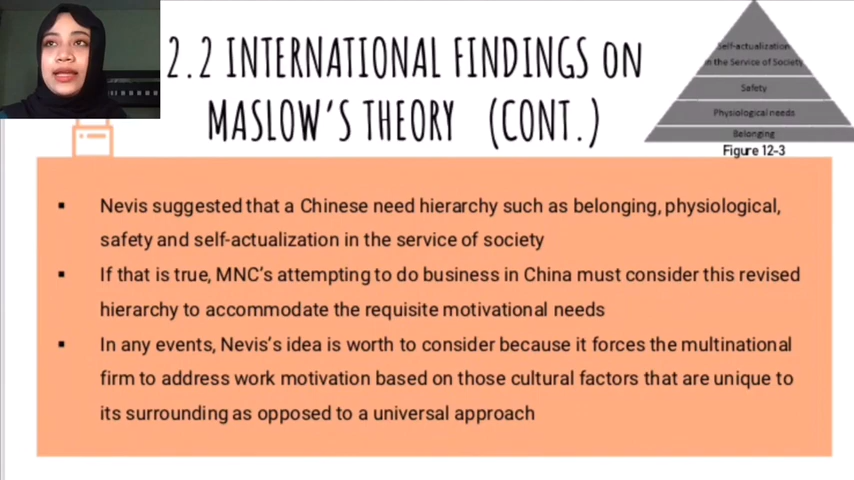 2.2 INTERNATIONAL FINDINGS on
MASLOW'S THEORY (CONT.)
Self-actualization
in the Service of Society
Safety
Physiological needs
Belonging
Figure 12-3
▪ Nevis suggested that a Chinese need hierarchy such as belonging, physiological,
safety and self-actualization in the service of society
▪ If that is true, MNC's attempting to do business in China must consider this revised
hierarchy to accommodate the requisite motivational needs
▪ In any events, Nevis's idea is worth to consider because it forces the multinational
firm to address work motivation based on those cultural factors that are unique to
its surrounding as opposed to a universal approach